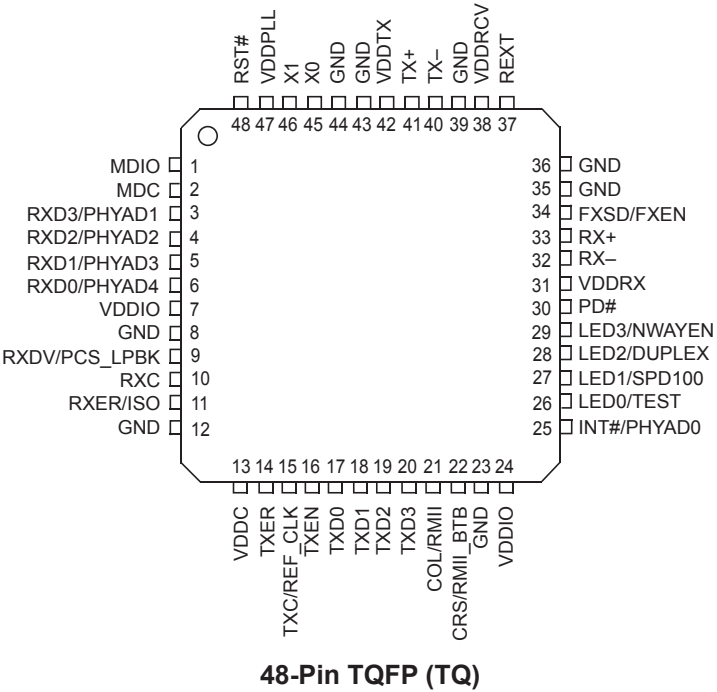 RST#
VDDPLL
X1
X0
GND
GND
VDDTX
TX+
TX–
GND
VDDRCV
REXT
48 47 46 45 44 43 42 41 40 39 38 37
MDIO 1
MDC 2
RXD3/PHYAD1 3
RXD2/PHYAD2 4
RXD1/PHYAD3 5
RXD0/PHYAD4 6
VDDIO 7
GND 8
RXDV/PCS_LPBK 9
RXC 10
RXER/ISO 11
GND 12
36 GND
35 GND
34 FXSD/FXEN
33 RX+
32 RX–
31 VDDRX
30 PD#
29 LED3/NWAYEN
28 LED2/DUPLEX
27 LED1/SPD100
26 LED0/TEST
25 INT#/PHYAD0
13 14 15 16 17 18 19 20 21 22 23 24
VDDC
TXER
TXC/REF_CLK
TXEN
TXD0
TXD1
TXD2
TXD3
COL/RMII
CRS/RMII_BTB
GND
VDDIO
48-Pin TQFP (TQ)